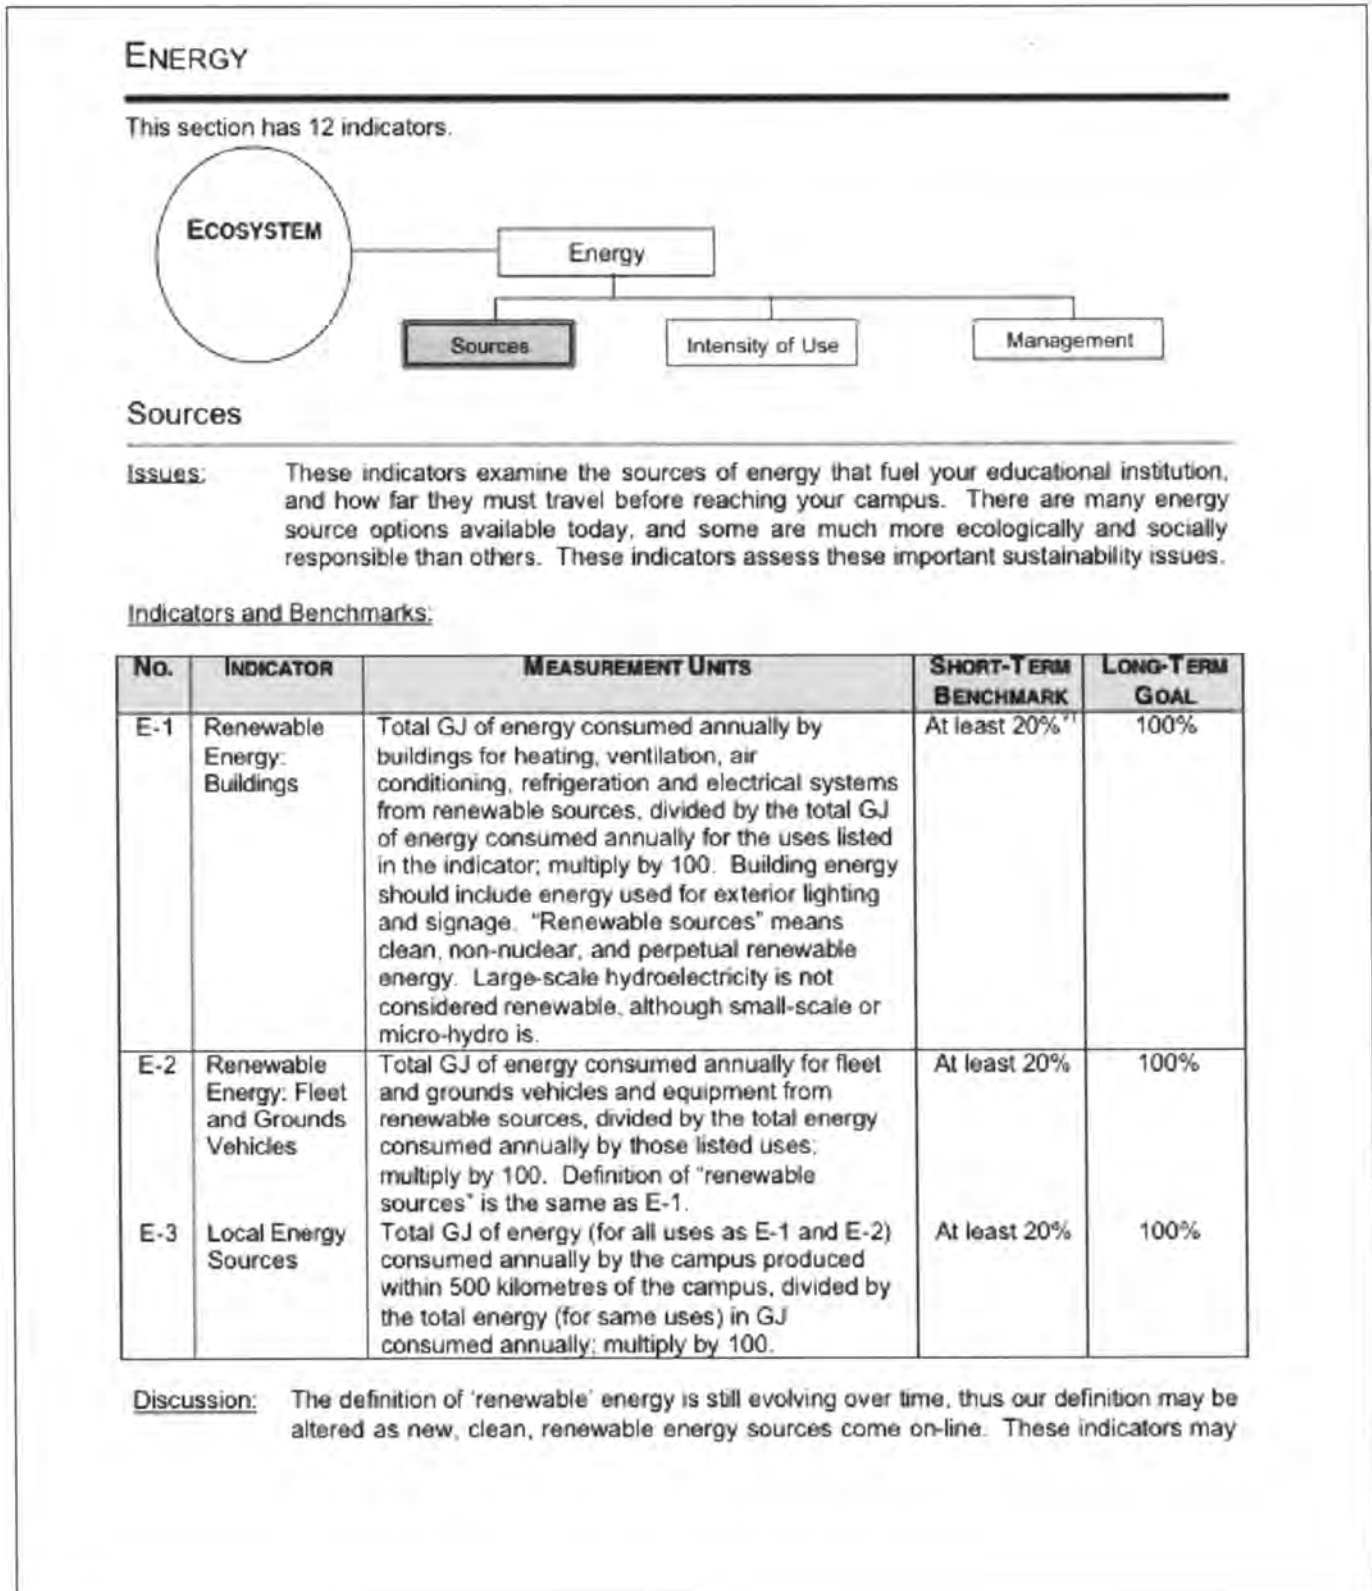 ENERGY
This section has 12 indicators.
ECOSYSTEM
Energy
Sources
Intensity of Use
Management
Sources
Issues: These indicators examine the sources of energy that fuel your educational institution,
and how far they must travel before reaching your campus. There are many energy
source options available today, and some are much more ecologically and socially
responsible than others. These indicators assess these important sustainability issues.
Indicators and Benchmarks:
NO. INDICATOR MEASUREMENT UNITS SHORT-TERM BENCHMARK LONG-TERM GOAL
E-1 Renewable Energy: Buildings
Total GJ of energy consumed annually by
buildings for heating, ventilation, air
conditioning, refrigeration and electrical systems
from renewable sources, divided by the total GJ
of energy consumed annually for the uses listed
in the indicator; multiply by 100. Building energy
should include energy used for exterior lighting
and signage. "Renewable sources" means
clean, non-nuclear, and perpetual renewable
energy. Large-scale hydroelectricity is not
considered renewable, although small-scale or
micro-hydro is.
At least 20% 100%
E-2 Renewable Energy: Fleet and Grounds Vehicles
Total GJ of energy consumed annually for fleet
and grounds vehicles and equipment from
renewable sources, divided by the total energy
consumed annually by those listed uses;
multiply by 100. Definition of "renewable
sources" is the same as E-1.
At least 20% 100%
E-3 Local Energy Sources
Total GJ of energy (for all uses as E-1 and E-2)
consumed annually by the campus produced
within 500 kilometres of the campus, divided by
the total energy (for same uses) in GJ
consumed annually; multiply by 100.
At least 20% 100%
Discussion: The definition of 'renewable' energy is still evolving over time, thus our definition may be
altered as new, clean, renewable energy sources come on-line. These indicators may